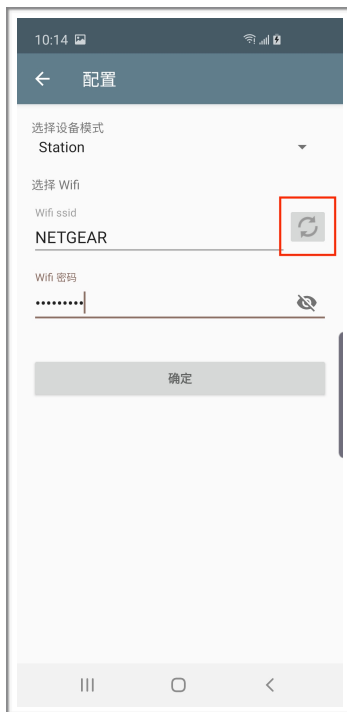 10:14
配置
选择设备模式
Station
选择 Wifi
Wifi ssid
NETGEAR
Wifi 密码
•••••••••
确定